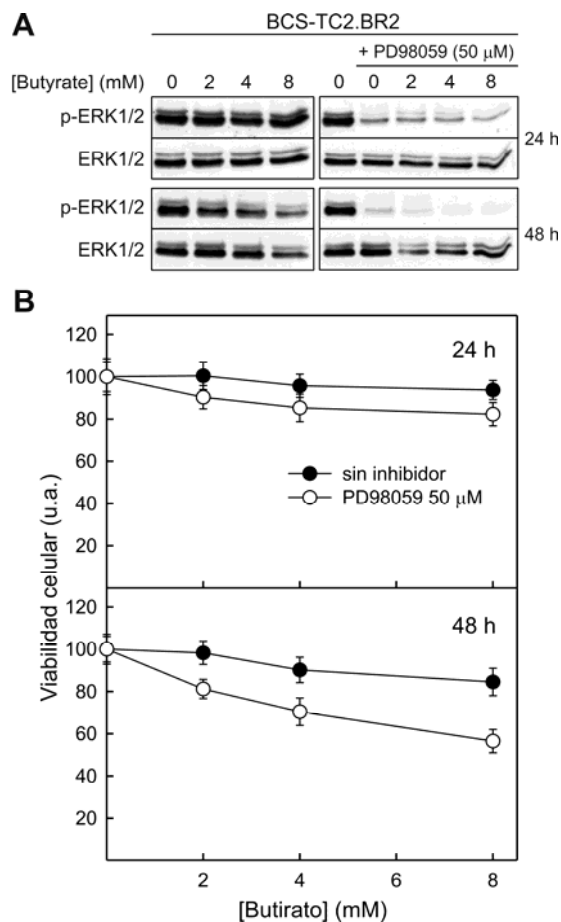 A
BCS-TC2.BR2
+ PD98059 (50 μM)
[Butyrate] (mM) 0 2 4 8 0 0 2 4 8
p-ERK1/2
ERK1/2
24 h
p-ERK1/2
ERK1/2
48 h
B
120
100
80
60
40
20
24 h
sin inhibidor
PD98059 50 μM
Viabilidad celular (u.a.)
120
100
80
60
40
20
48 h
2 4 6 8
[Butirato] (mM)